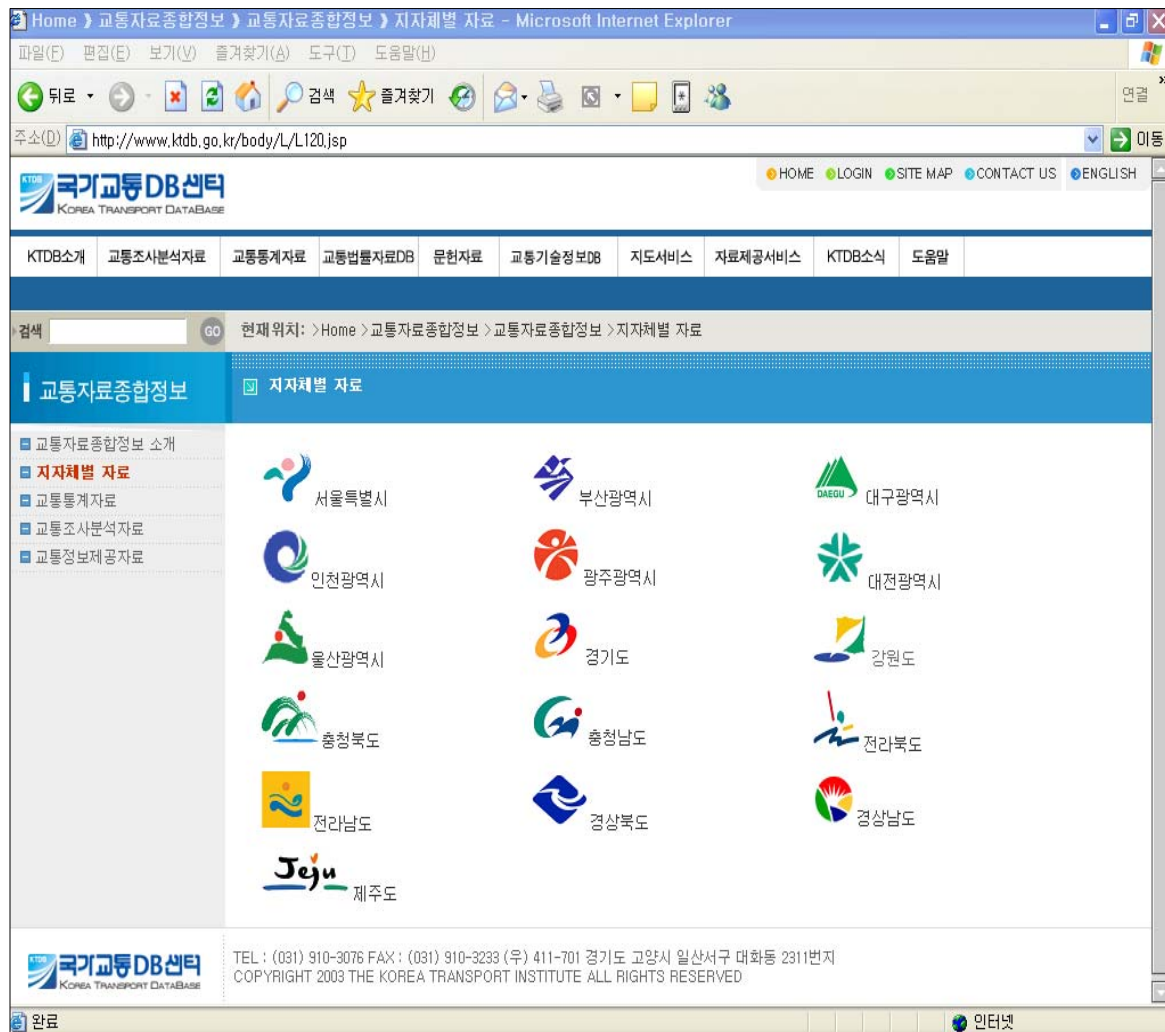 Home 》 교통자료종합정보 》 교통자료종합정보 》 지자체별 자료 - Microsoft Internet Explorer
파일(F) 편집(E) 보기(V) 즐겨찾기(A) 도구(T) 도움말(H)
뒤로 검색 즐겨찾기 연결
주소(D) http://www.ktdb.go.kr/body/L/L120.jsp 이동
HOME LOGIN SITE MAP CONTACT US ENGLISH
KTDB 국가교통DB센터
KOREA TRANSPORT DATABASE
KTDB소개 교통조사분석자료 교통통계자료 교통법률자료DB 문헌자료 교통기술정보DB 지도서비스 자료제공서비스 KTDB소식 도움말
검색 GO 현재위치: >Home >교통자료종합정보 >교통자료종합정보 >지자체별 자료
교통자료종합정보
지자체별 자료
교통자료종합정보 소개
지자체별 자료
교통통계자료
교통조사분석자료
교통정보제공자료
서울특별시 부산광역시 DAEGU 대구광역시
인천광역시 광주광역시 대전광역시
울산광역시 경기도 강원도
충청북도 충청남도 전라북도
전라남도 경상북도 경상남도
Jeju 제주도
KTDB 국가교통DB센터
KOREA TRANSPORT DATABASE
TEL : (031) 910-3076 FAX : (031) 910-3233 (우) 411-701 경기도 고양시 일산서구 대화동 2311번지
COPYRIGHT 2003 THE KOREA TRANSPORT INSTITUTE ALL RIGHTS RESERVED
완료 인터넷